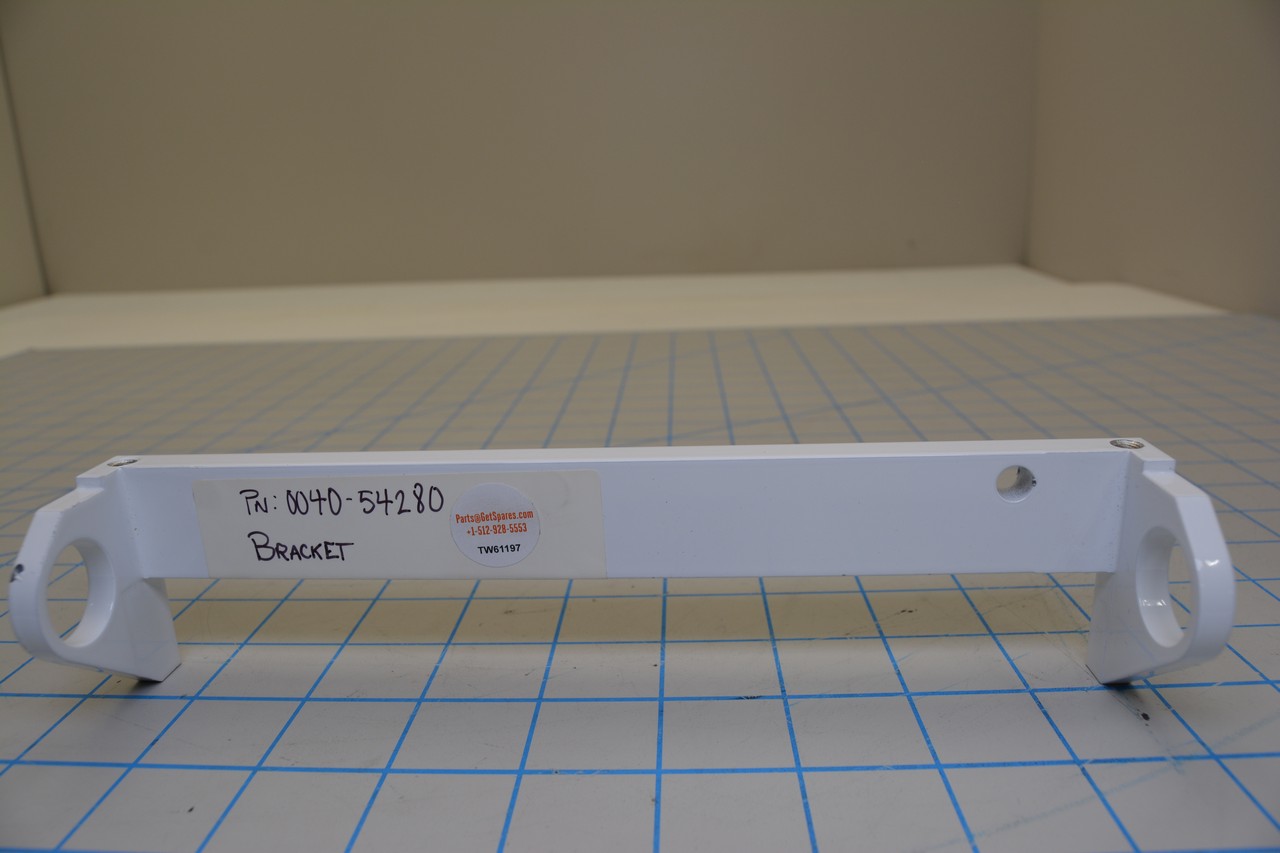 PN: 0040-54280
BRACKET
Parts@GetSpares.com
+1-512-928-5553
TW61197